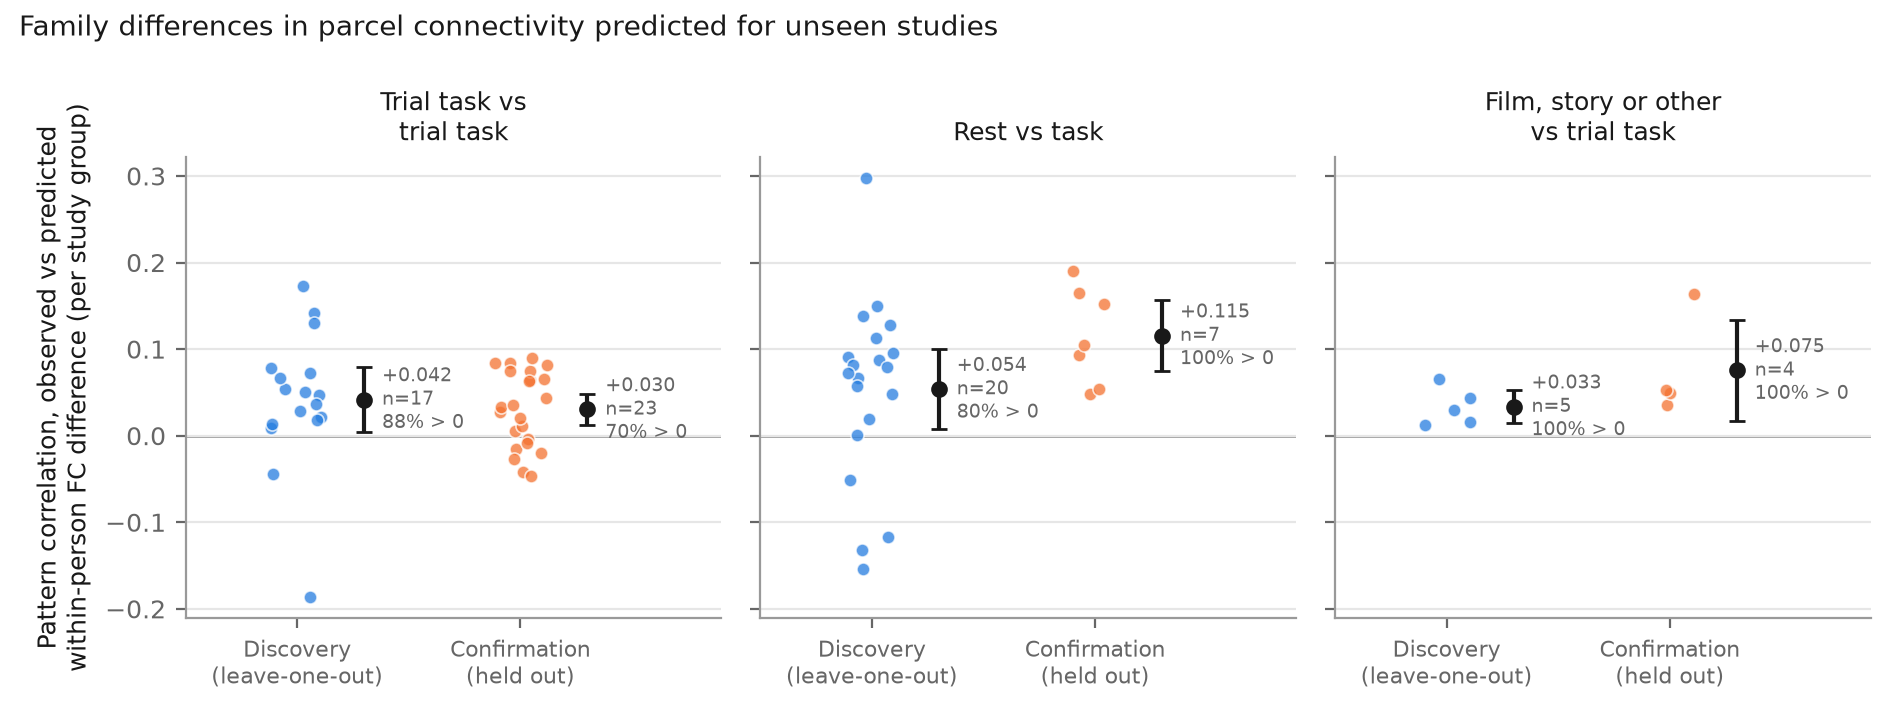 Family differences in parcel connectivity predicted for unseen studies
Pattern correlation, observed vs predicted
within-person FC difference (per study group)
Trial task vs
trial task
0.3
0.2
0.1
0.0
−0.1
−0.2
+0.042
n=17
88% > 0
+0.030
n=23
70% > 0
Discovery
(leave-one-out)
Confirmation
(held out)
Rest vs task
+0.054
n=20
80% > 0
+0.115
n=7
100% > 0
Discovery
(leave-one-out)
Confirmation
(held out)
Film, story or other
vs trial task
+0.033
n=5
100% > 0
+0.075
n=4
100% > 0
Discovery
(leave-one-out)
Confirmation
(held out)